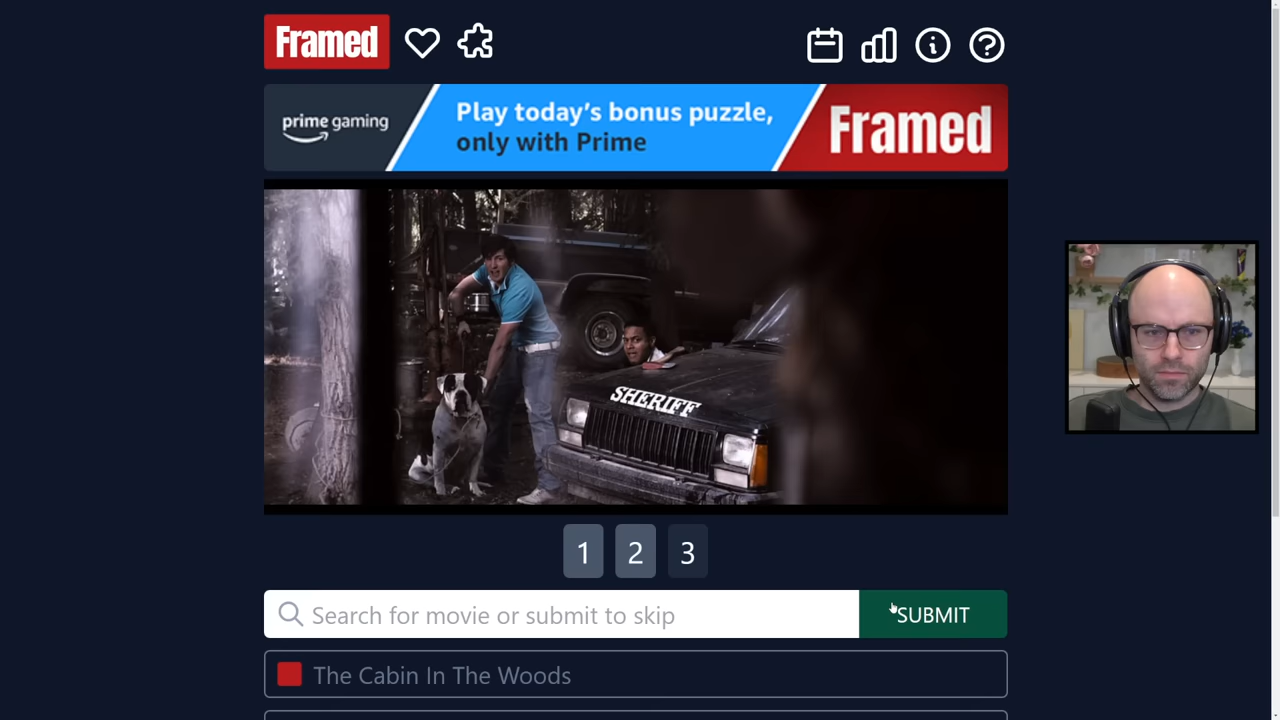 Framed
prime gaming
Play today's bonus puzzle,
only with Prime
Framed
SHERIFF
1 2 3
Search for movie or submit to skip
SUBMIT
The Cabin In The Woods